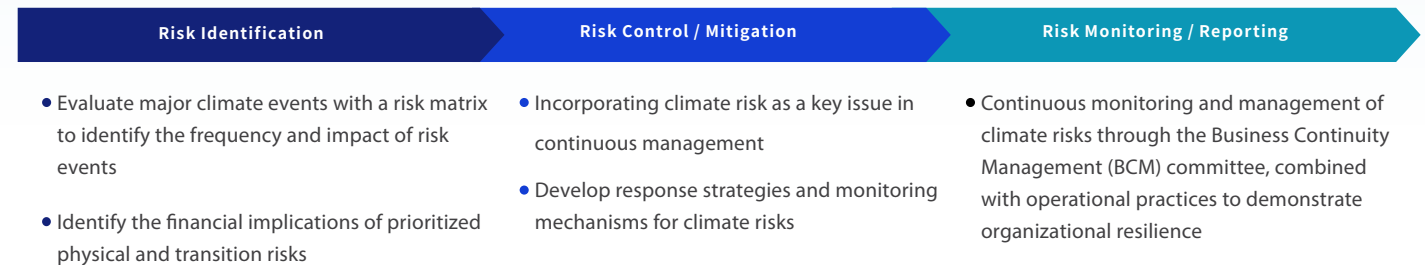 Risk Identification
Risk Control / Mitigation
Risk Monitoring / Reporting
• Evaluate major climate events with a risk matrix
to identify the frequency and impact of risk
events
• Identify the financial implications of prioritized
physical and transition risks
• Incorporating climate risk as a key issue in
continuous management
• Develop response strategies and monitoring
mechanisms for climate risks
• Continuous monitoring and management of
climate risks through the Business Continuity
Management (BCM) committee, combined
with operational practices to demonstrate
organizational resilience